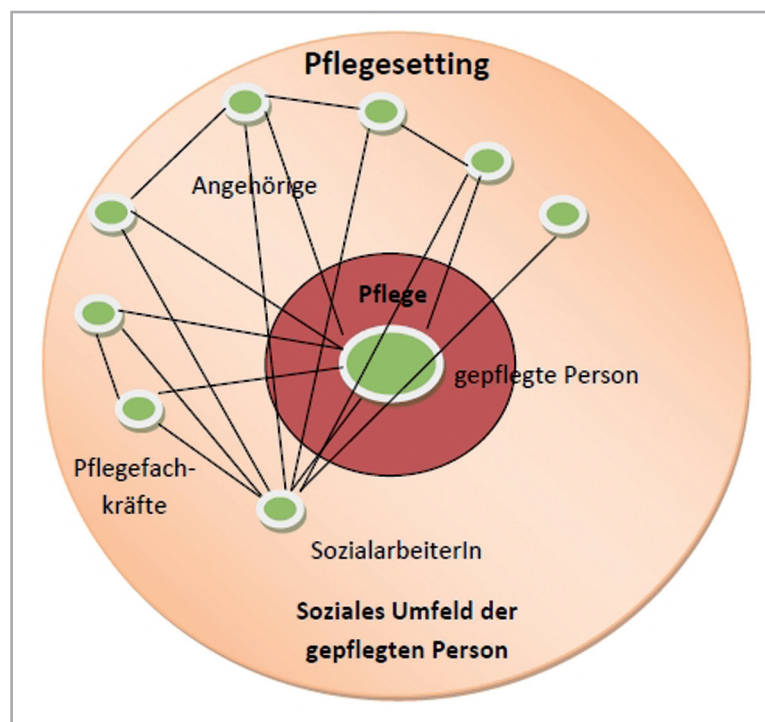 Pflegesetting
Angehörige
Pflege
gepflegte Person
Pflegefach-
kräfte
SozialarbeiterIn
Soziales Umfeld der
gepflegten Person